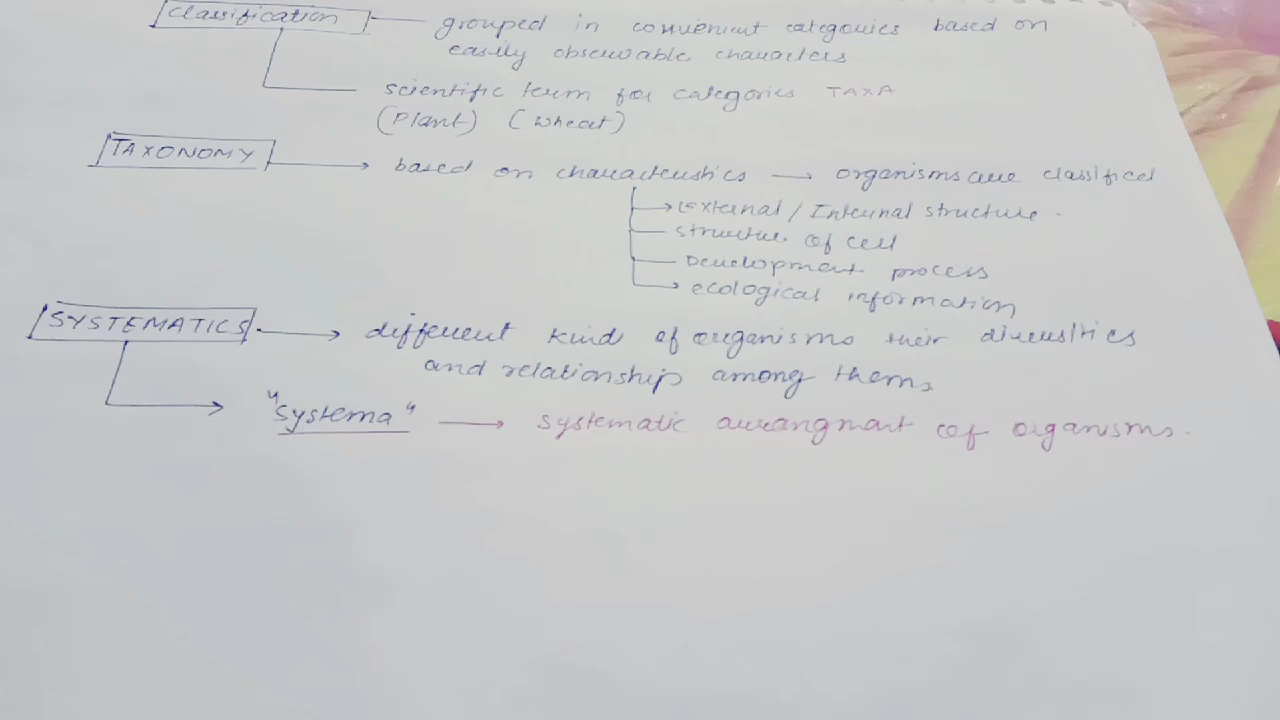 Classification — grouped in convenient categories based on
easily observable characters
scientific term for categories TAXA
(Plant) (Wheat)
TAXONOMY → based on characteristics → organisms are classified
→ External / Internal structure.
structure of cell
Development process
→ ecological information
SYSTEMATICS → different kind of organisms their diversities
and relationship among thems
"Systema" → systematic arrangmant of organisms.